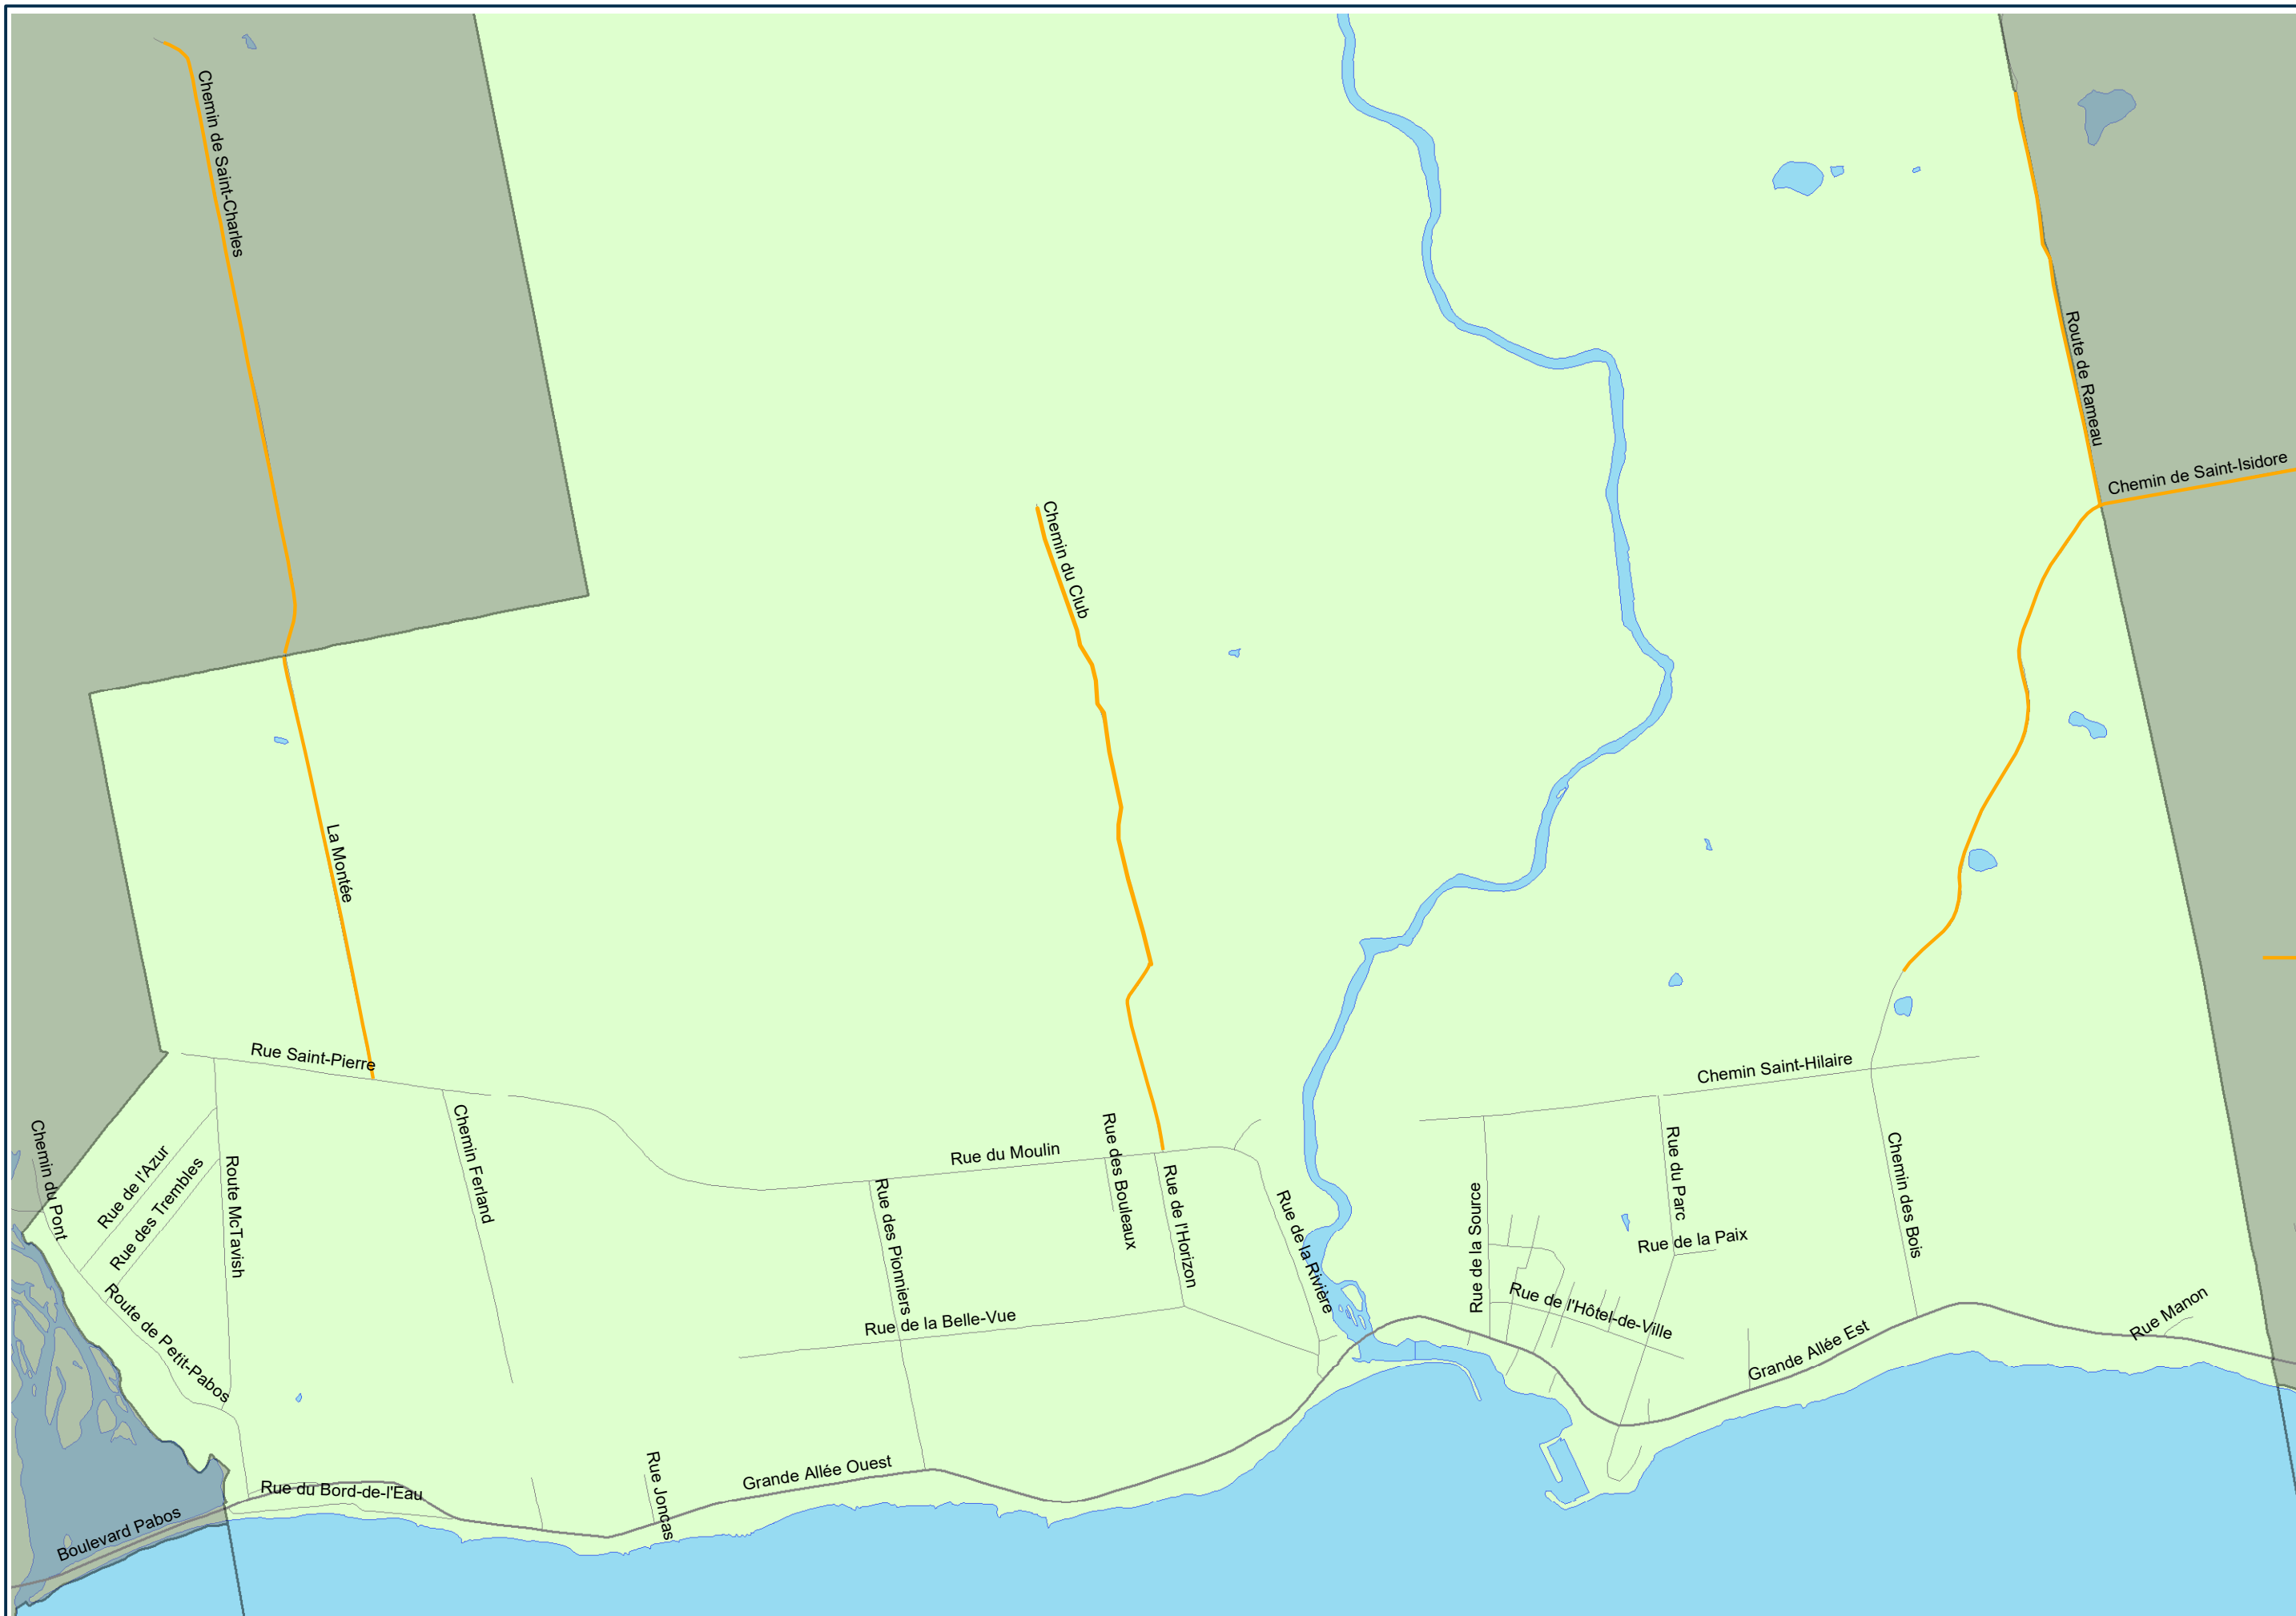 Chemin de Saint-Charles
Route de Rameau
Chemin de Saint-Isidore
Chemin du Club
La Montée
Rue Saint-Pierre
Chemin Saint-Hilaire
Chemin du Pont
Rue de l'Azur
Rue des Trembles
Route McTavish
Chemin Ferland
Rue du Moulin
Rue des Bouleaux
Rue de l'Horizon
Rue des Pionniers
Rue de la Rivière
Rue de la Source
Rue du Parc
Rue de la Paix
Chemin des Bois
Route de Petit-Pabos
Rue de la Belle-Vue
Rue de l'Hôtel-de-Ville
Grande Allée Est
Rue Manon
Rue Joncas
Grande Allée Ouest
Rue du Bord-de-l'Eau
Boulevard Pabos